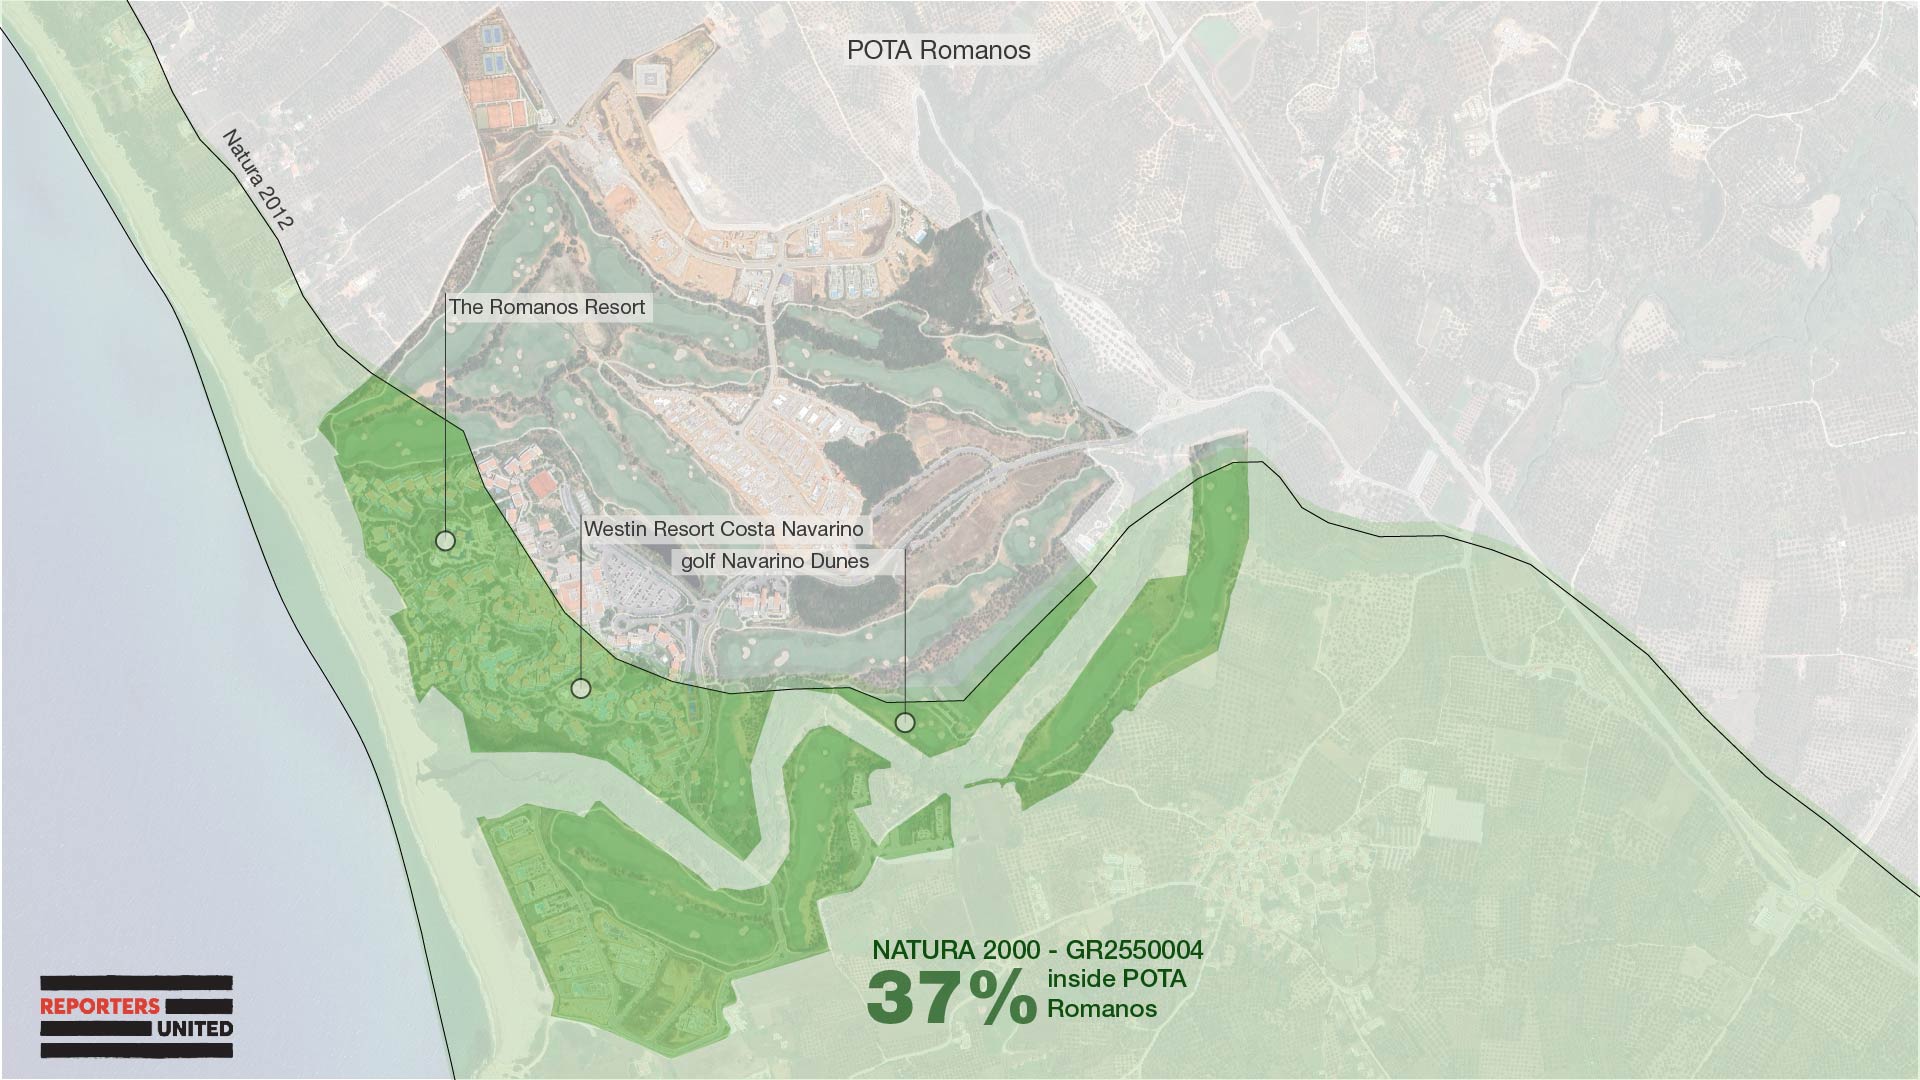 POTA Romanos
Natura 2012
The Romanos Resort
Westin Resort Costa Navarino
golf Navarino Dunes
NATURA 2000 - GR2550004
37% inside POTA
Romanos
REPORTERS
UNITED